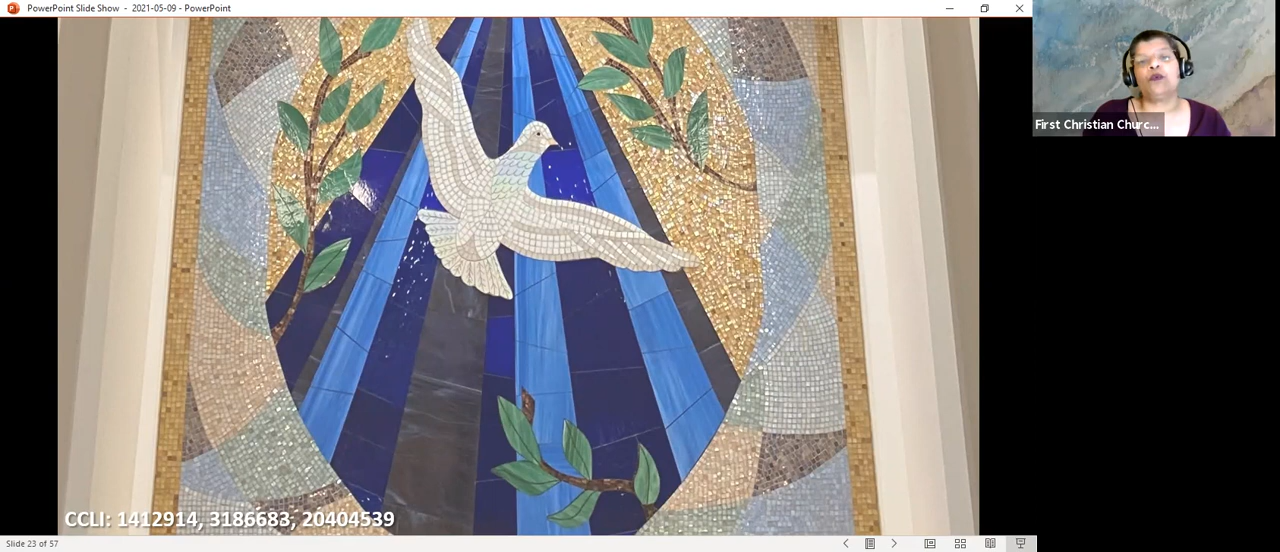 PowerPoint Slide Show - 2021-05-09 - PowerPoint
First Christian Churc...
CCLI: 1412914, 3186683, 20404539
Slide 23 of 57